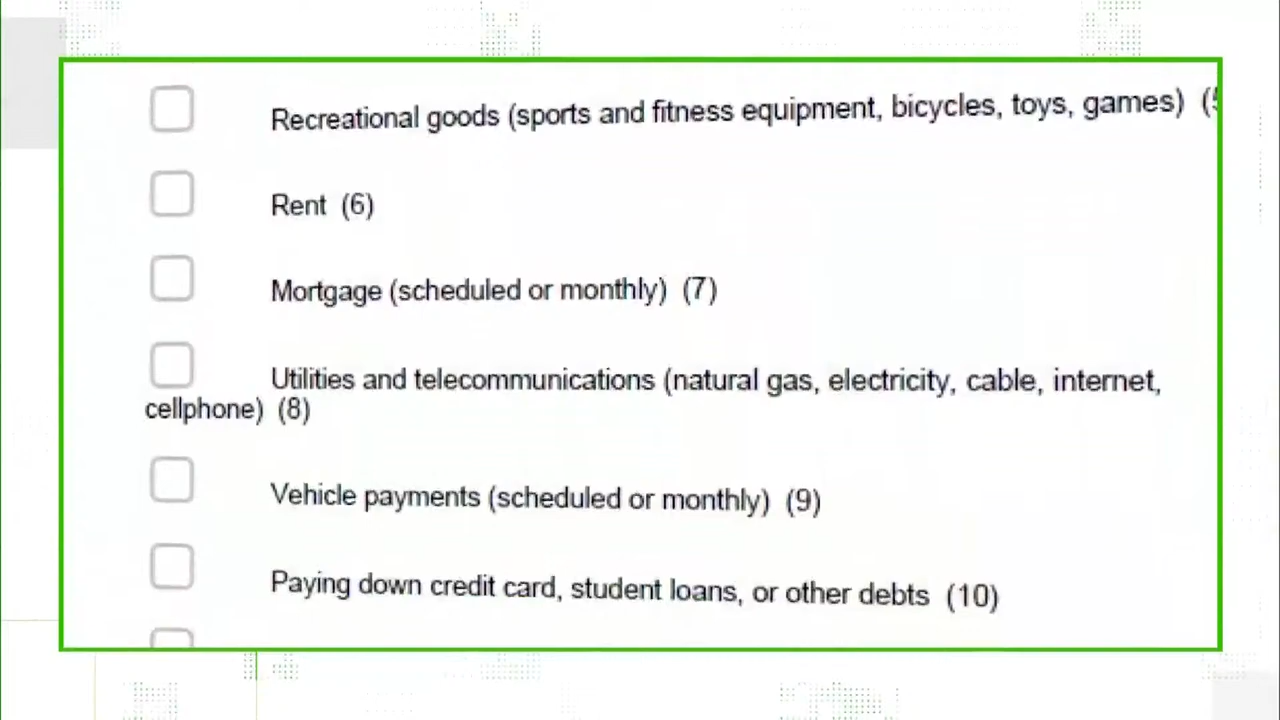 Recreational goods (sports and fitness equipment, bicycles, toys, games)
Rent (6)
Mortgage (scheduled or monthly) (7)
Utilities and telecommunications (natural gas, electricity, cable, internet,
cellphone) (8)
Vehicle payments (scheduled or monthly) (9)
Paying down credit card, student loans, or other debts (10)